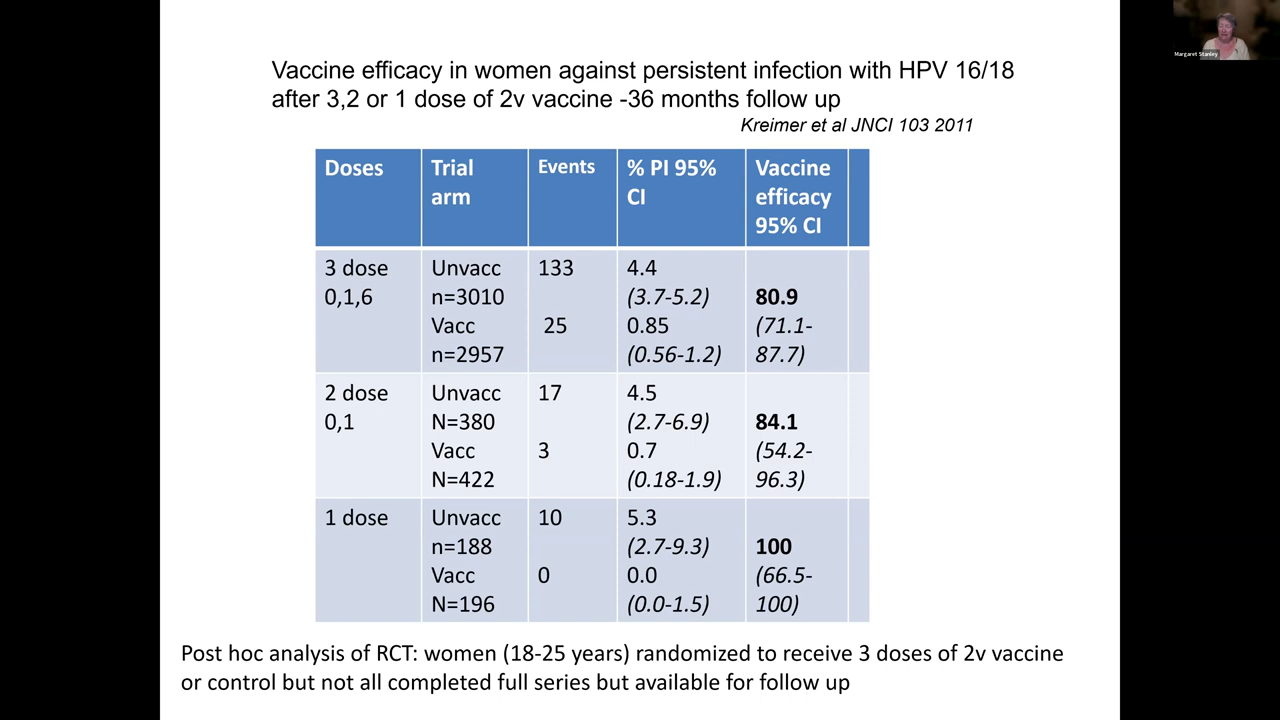 Margaret Stanley
Vaccine efficacy in women against persistent infection with HPV 16/18
after 3,2 or 1 dose of 2v vaccine -36 months follow up
Kreimer et al JNCI 103 2011
Doses
Trial
arm
Events
% PI 95%
CI
Vaccine
efficacy
95% CI
3 dose
0,1,6
Unvacc
n=3010
Vacc
n=2957
133
25
4.4
(3.7-5.2)
0.85
(0.56-1.2)
80.9
(71.1-
87.7)
2 dose
0,1
Unvacc
N=380
Vacc
N=422
17
3
4.5
(2.7-6.9)
0.7
(0.18-1.9)
84.1
(54.2-
96.3)
1 dose
Unvacc
n=188
Vacc
N=196
10
0
5.3
(2.7-9.3)
0.0
(0.0-1.5)
100
(66.5-
100)
Post hoc analysis of RCT: women (18-25 years) randomized to receive 3 doses of 2v vaccine
or control but not all completed full series but available for follow up